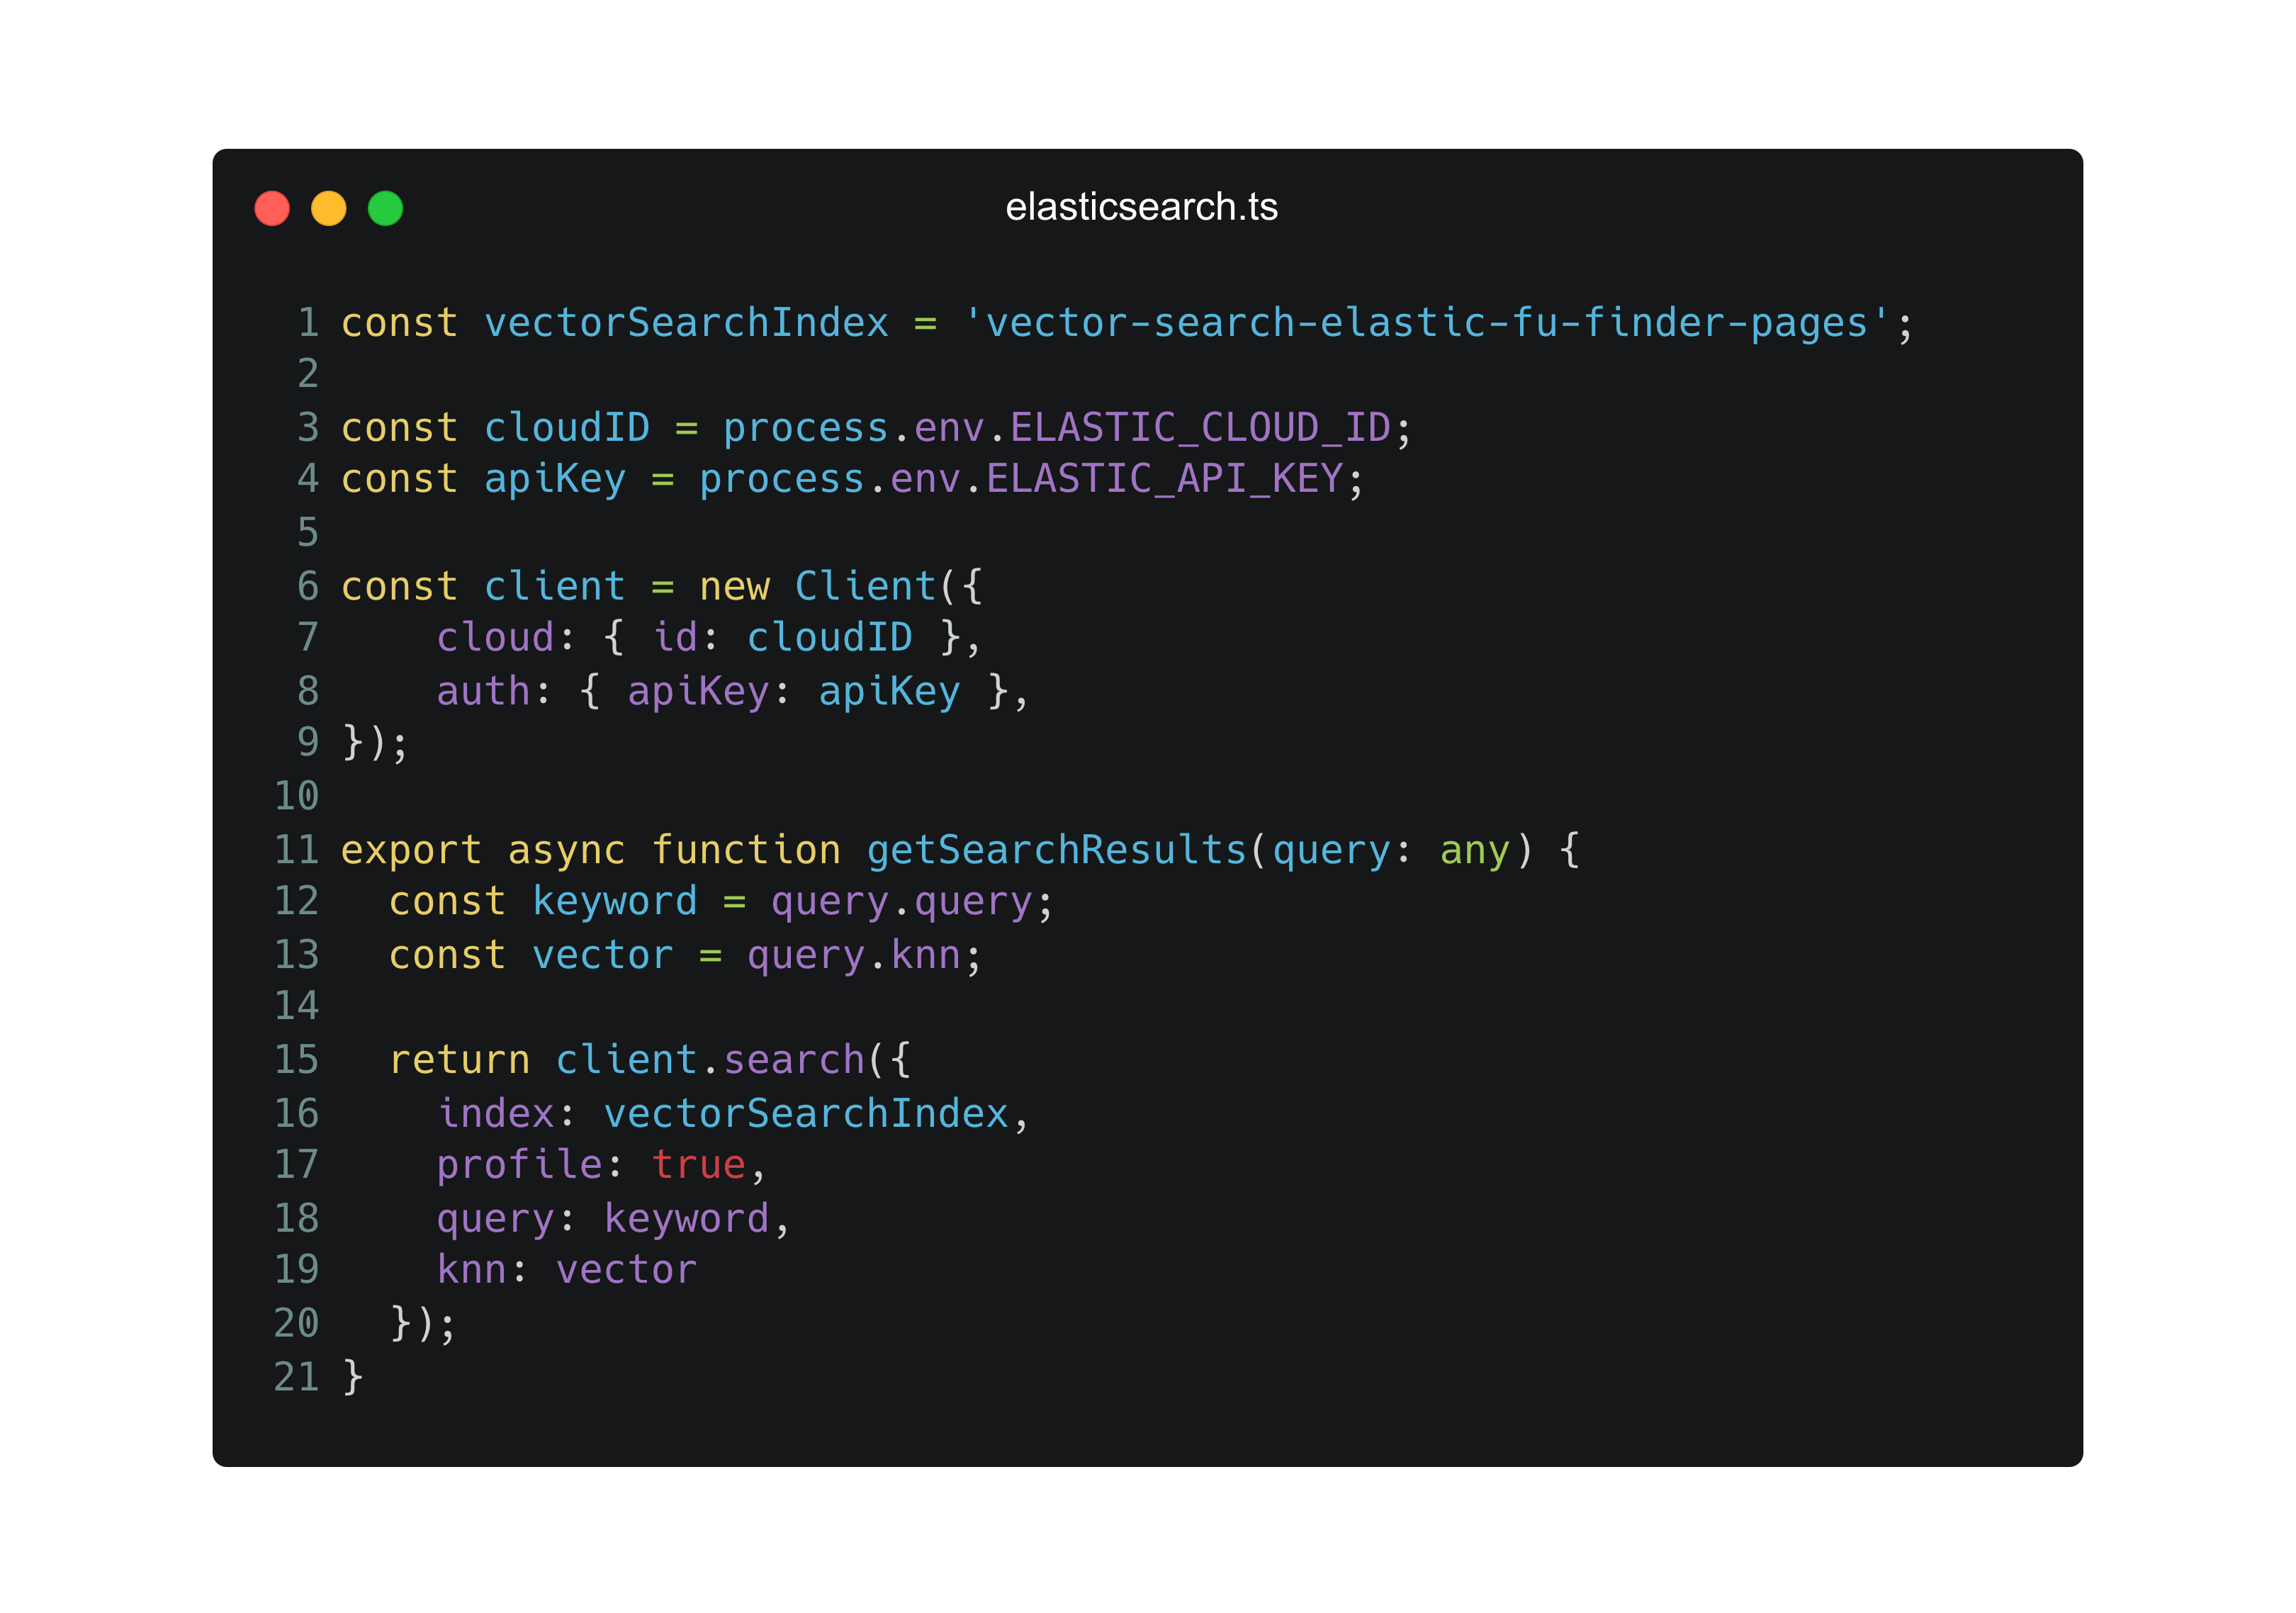 elasticsearch.ts
1 const vectorSearchIndex = 'vector-search-elastic-fu-finder-pages';
2
3 const cloudID = process.env.ELASTIC_CLOUD_ID;
4 const apiKey = process.env.ELASTIC_API_KEY;
5
6 const client = new Client({
7     cloud: { id: cloudID },
8     auth: { apiKey: apiKey },
9 });
10
11 export async function getSearchResults(query: any) {
12   const keyword = query.query;
13   const vector = query.knn;
14
15   return client.search({
16     index: vectorSearchIndex,
17     profile: true,
18     query: keyword,
19     knn: vector
20   });
21 }